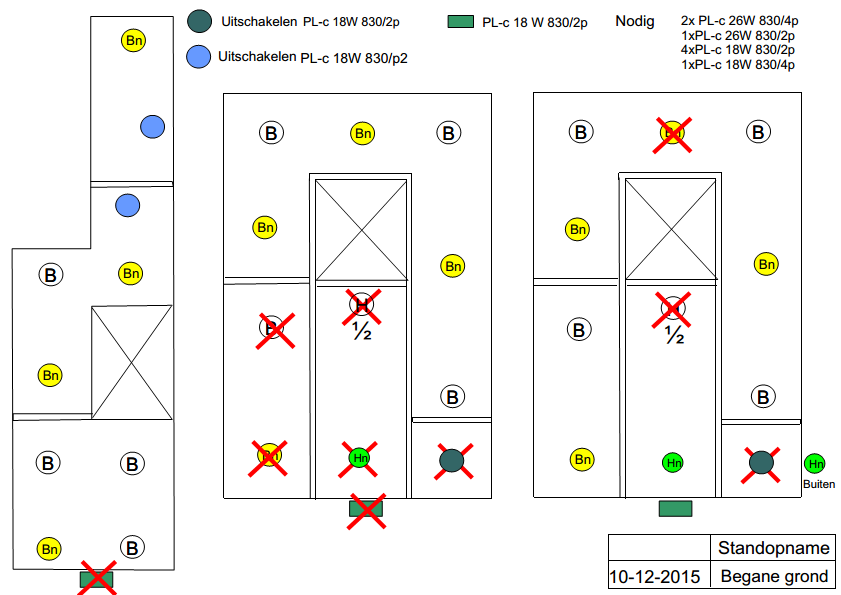 Uitschakelen PL-c 18W 830/2p
PL-c 18 W 830/2p
Nodig
2x PL-c 26W 830/4p
1xPL-c 26W 830/2p
4xPL-c 18W 830/2p
1xPL-c 18W 830/4p
Uitschakelen PL-c 18W 830/p2
Bn
B
Bn
B
B
Bn
B
Bn
Bn
Bn
Bn
B
Bn
B
H
½
B
B
H
½
Bn
B
B
B
B
B
Bn
Hn
Bn
Hn
Hn
Buiten
Bn
B
Standopname
10-12-2015
Begane grond